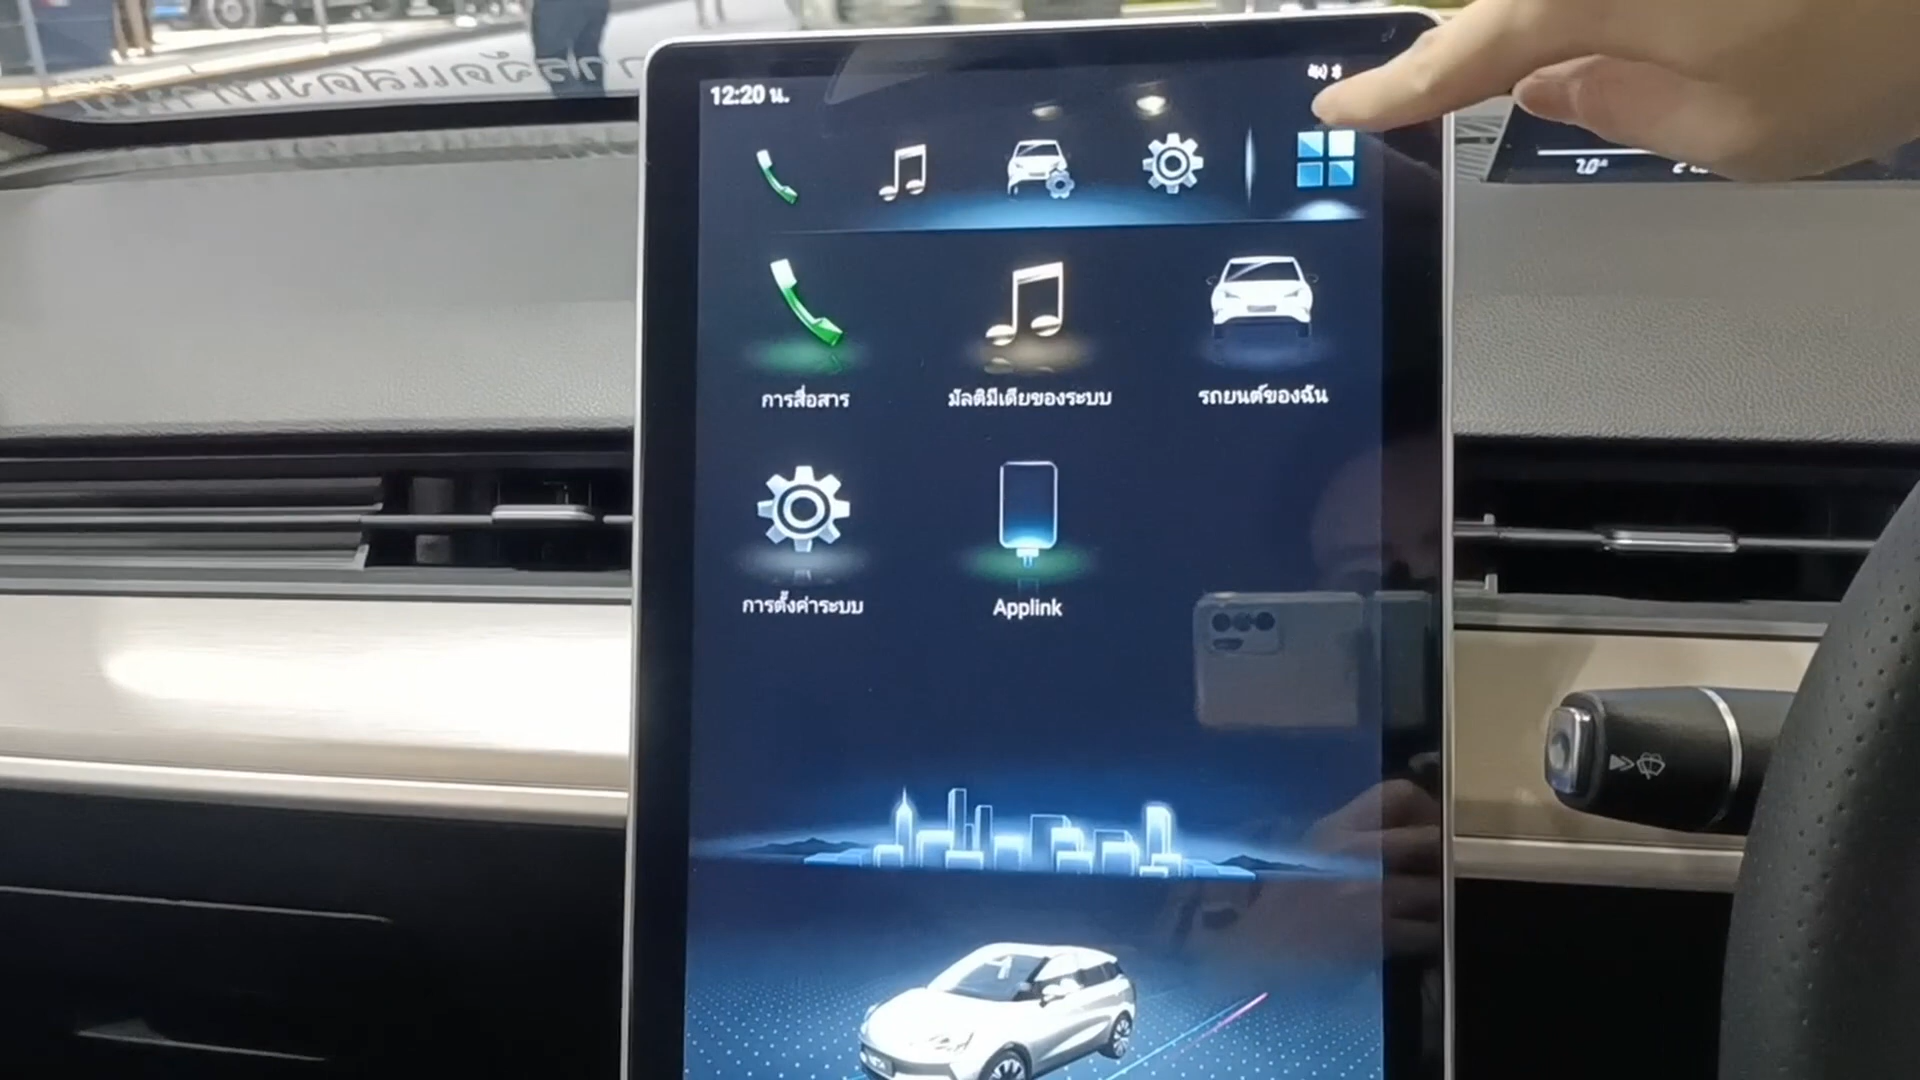 12:20 น.
การสื่อสาร
มัลติมีเดียของระบบ
รถยนต์ของฉัน
การตั้งค่าระบบ
Applink